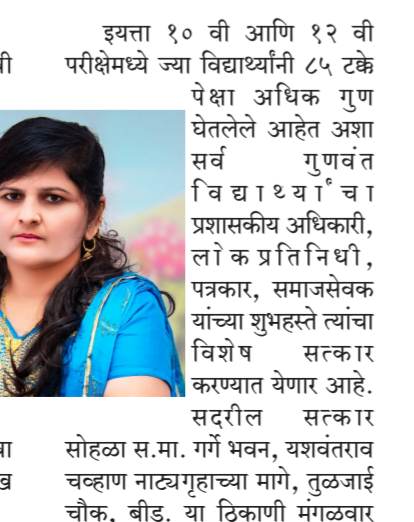 इयत्ता १० वी आणि १२ वी
परीक्षेमध्ये ज्या विद्यार्थ्यांनी ८५ टक्के
पेक्षा अधिक गुण
घेतलेले आहेत अशा
सर्व गुणवंत
विद्यार्थ्यांचा
प्रशासकीय अधिकारी,
लोकप्रतिनिधी,
पत्रकार, समाजसेवक
यांच्या शुभहस्ते त्यांचा
विशेष सत्कार
करण्यात येणार आहे.
सदरील सत्कार
सोहळा स.मा. गर्गे भवन, यशवंतराव
चव्हाण नाट्यगृहाच्या मागे, तुळजाई
चौक, बीड. या ठिकाणी मंगळवार